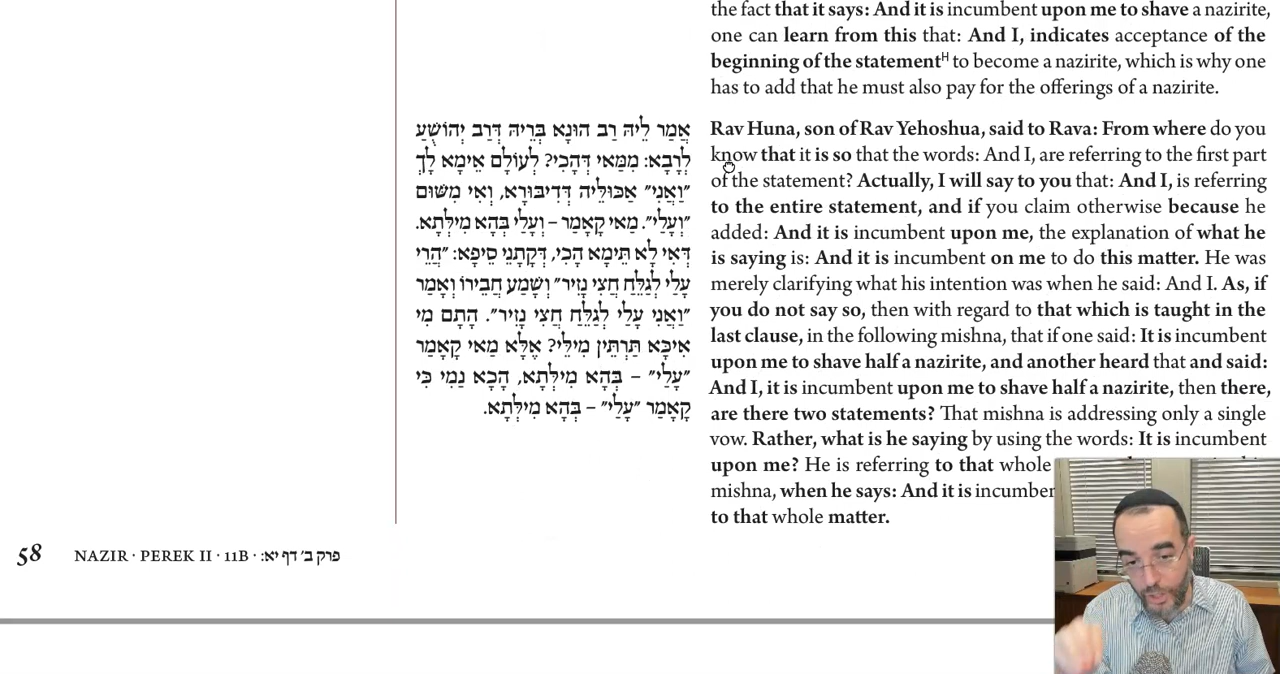 the fact that it says: And it is incumbent upon me to shave a nazirite,
one can learn from this that: And I, indicates acceptance of the
beginning of the statementᴴ to become a nazirite, which is why one
has to add that he must also pay for the offerings of a nazirite.
Rav Huna, son of Rav Yehoshua, said to Rava: From where do you
know that it is so that the words: And I, are referring to the first part
of the statement? Actually, I will say to you that: And I, is referring
to the entire statement, and if you claim otherwise because he
added: And it is incumbent upon me, the explanation of what he
is saying is: And it is incumbent on me to do this matter. He was
merely clarifying what his intention was when he said: And I. As, if
you do not say so, then with regard to that which is taught in the
last clause, in the following mishna, that if one said: It is incumbent
upon me to shave half a nazirite, and another heard that and said:
And I, it is incumbent upon me to shave half a nazirite, then there,
are there two statements? That mishna is addressing only a single
vow. Rather, what is he saying by using the words: It is incumbent
upon me? He is referring to that whole
mishna, when he says: And it is incumben
to that whole matter.
אֲמַר לֵיהּ רַב הוּנָא בְּרֵיהּ דְּרַב יְהוֹשֻׁעַ
לְרָבָא: מִמַּאי דְּהָכִי? לְעוֹלָם אֵימָא לָךְ
״וַאֲנִי״ אַכּוּלֵּיהּ דְּדִיבּוּרָא, וְאִי מִשּׁוּם
״וְעָלַי״. מַאי קָאָמַר – וְעָלַי בְּהָא מִילְּתָא.
דְּאִי לָא תֵּימָא הָכִי, דְּקָתָנֵי סֵיפָא: ״הֲרֵי
עָלַי לְגַלֵּחַ חֲצִי נָזִיר״ וְשָׁמַע חֲבֵירוֹ וְאָמַר
״וַאֲנִי עָלַי לְגַלֵּחַ חֲצִי נָזִיר״. הָתָם מִי
אִיכָּא תַּרְתֵּין מִילֵּי? אֶלָּא מַאי קָאָמַר
״עָלַי״ – בְּהָא מִילְּתָא, הָכָא נַמֵי כִּי
קָאָמַר ״עָלַי״ – בְּהָא מִילְּתָא.
58 NAZIR · PEREK II · 11B · פרק ב׳ דף יא: